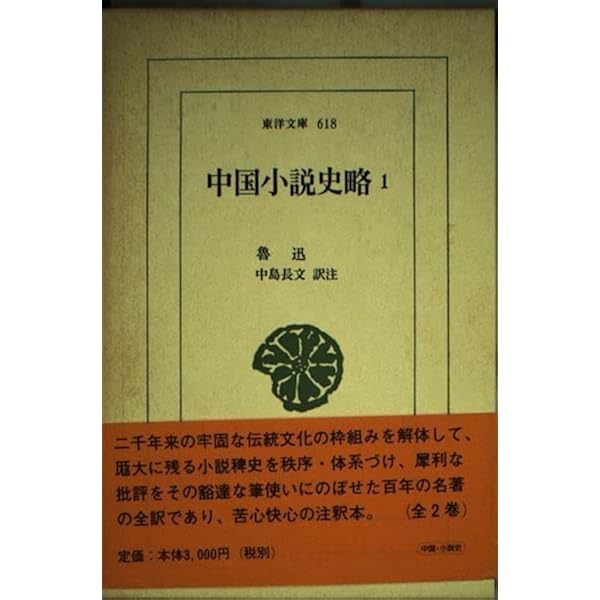 東洋文庫 618
中国小説史略 1
魯迅
中島長文 訳注
二千年来の牢固な伝統文化の枠組みを解体して、
厖大に残る小説稗史を秩序・体系づけ、犀利な
批評をその豁達な筆使いにのぼせた百年の名著
の全訳であり、苦心快心の注釈本。 (全2巻)
定価:本体3,000円(税別)
中国・小説史